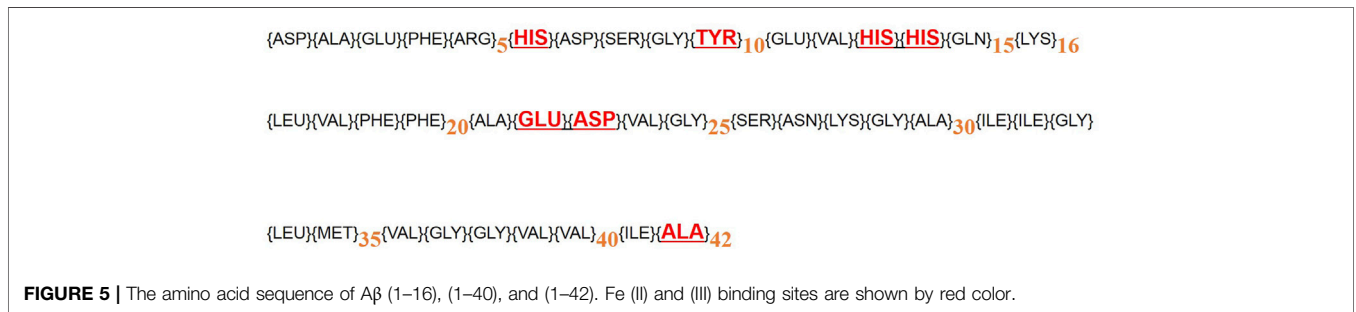 {ASP}{ALA}{GLU}{PHE}{ARG}5{HIS}{ASP}{SER}{GLY}{TYR}10{GLU}{VAL}{HIS}{HIS}{GLN}15{LYS}16
{LEU}{VAL}{PHE}{PHE}20{ALA}{GLU}{ASP}{VAL}{GLY}25{SER}{ASN}{LYS}{GLY}{ALA}30{ILE}{ILE}{GLY}
{LEU}{MET}35{VAL}{GLY}{GLY}{VAL}{VAL}40{ILE}{ALA}42
FIGURE 5 | The amino acid sequence of Aβ (1–16), (1–40), and (1–42). Fe (II) and (III) binding sites are shown by red color.